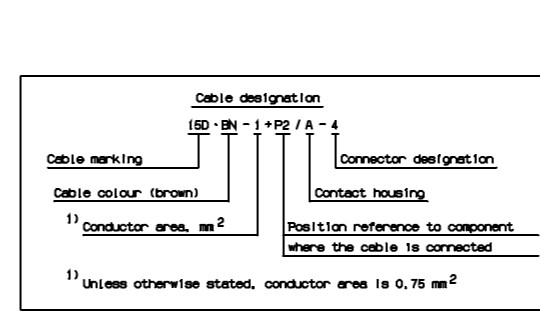 Cable designation
15D · BN - 1 + P2 / A - 4
Cable marking
Connector designation
Cable colour (brown)
Contact housing
1) Conductor area, mm2
Position reference to component
where the cable is connected
1) Unless otherwise stated, conductor area is 0,75 mm2